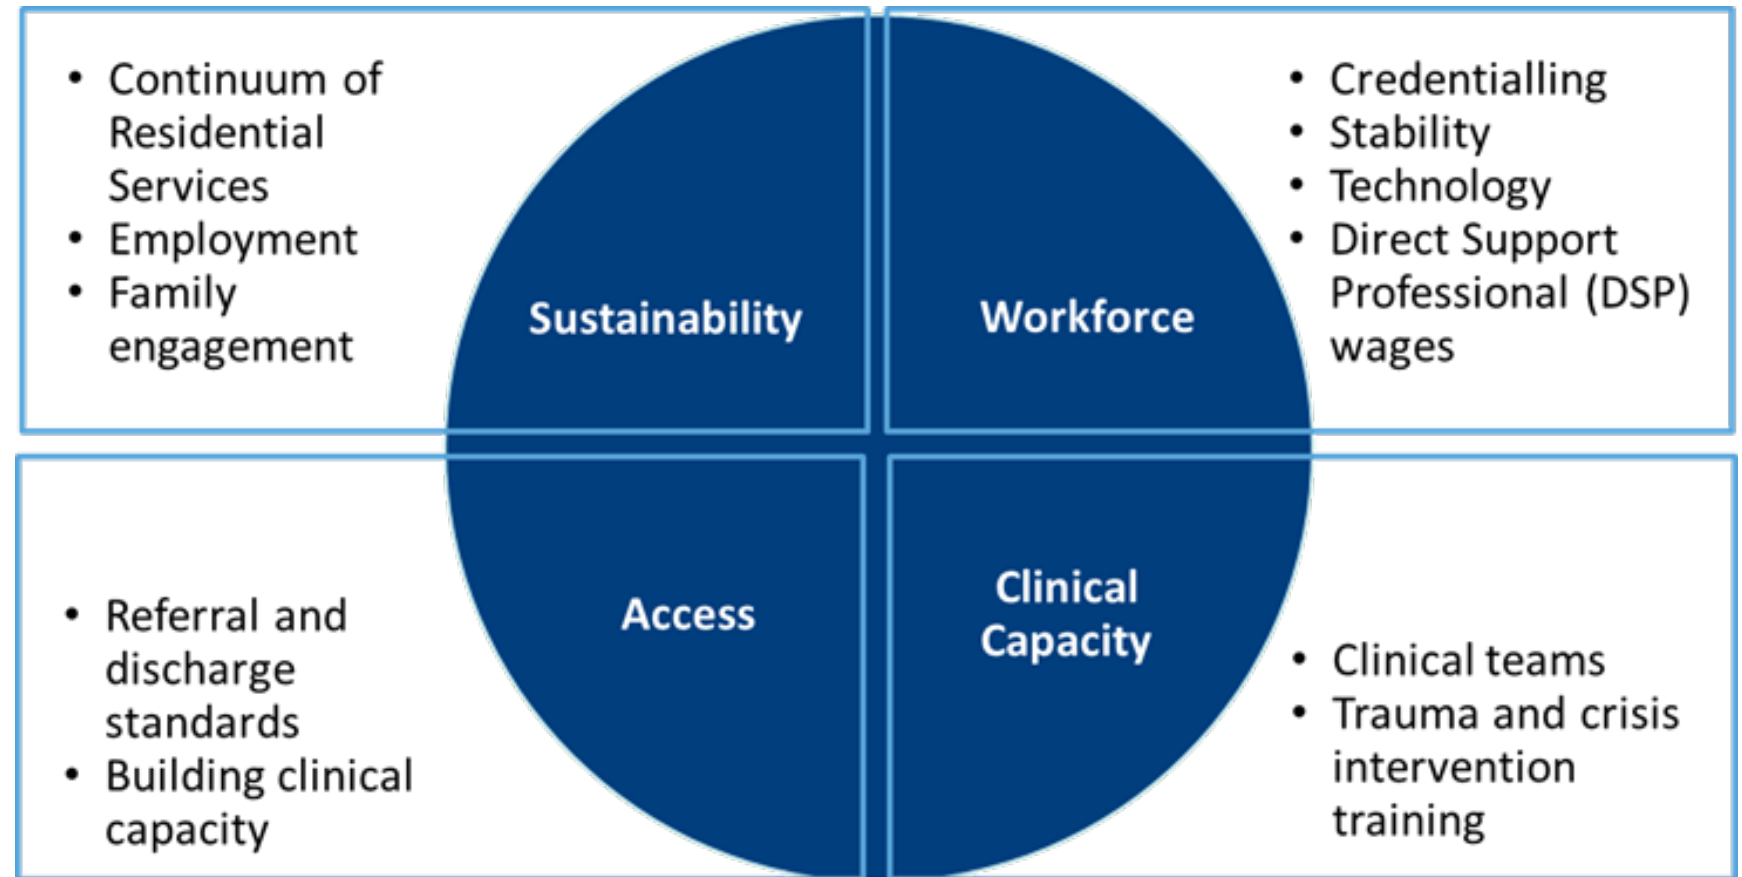 • Continuum of
Residential
Services
• Employment
• Family
engagement
Sustainability
Workforce
• Credentialling
• Stability
• Technology
• Direct Support
Professional (DSP)
wages
• Referral and
discharge
standards
• Building clinical
capacity
Access
Clinical
Capacity
• Clinical teams
• Trauma and crisis
intervention
training